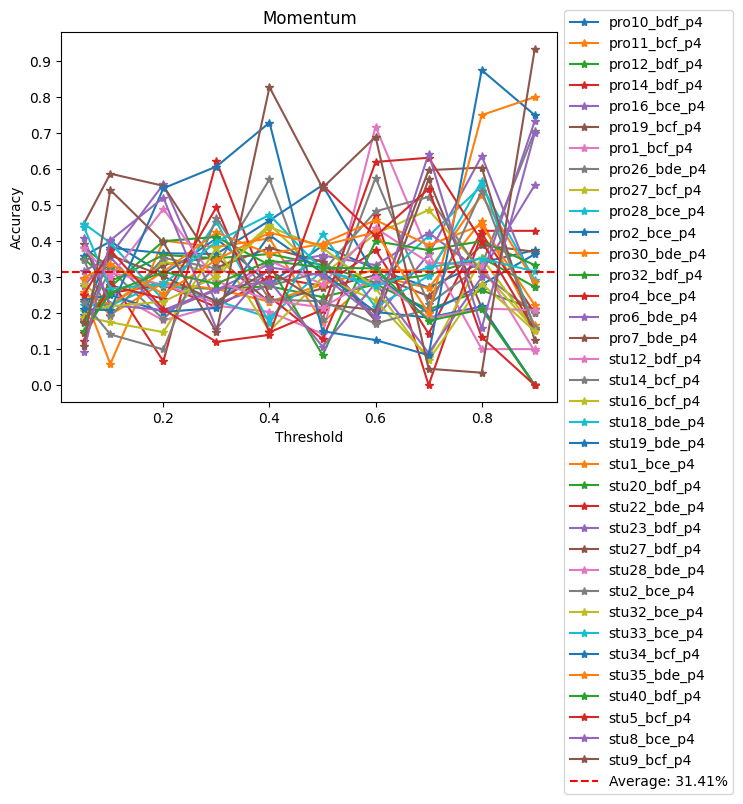 Momentum
Accuracy
0.9
0.8
0.7
0.6
0.5
0.4
0.3
0.2
0.1
0.0
0.2
0.4
0.6
0.8
Threshold
pro10_bdf_p4
pro11_bcf_p4
pro12_bdf_p4
pro14_bdf_p4
pro16_bce_p4
pro19_bcf_p4
pro1_bcf_p4
pro26_bde_p4
pro27_bcf_p4
pro28_bce_p4
pro2_bce_p4
pro30_bde_p4
pro32_bdf_p4
pro4_bce_p4
pro6_bde_p4
pro7_bde_p4
stu12_bdf_p4
stu14_bcf_p4
stu16_bcf_p4
stu18_bde_p4
stu19_bde_p4
stu1_bce_p4
stu20_bdf_p4
stu22_bde_p4
stu23_bdf_p4
stu27_bdf_p4
stu28_bde_p4
stu2_bce_p4
stu32_bce_p4
stu33_bce_p4
stu34_bcf_p4
stu35_bde_p4
stu40_bdf_p4
stu5_bcf_p4
stu8_bce_p4
stu9_bcf_p4
Average: 31.41%